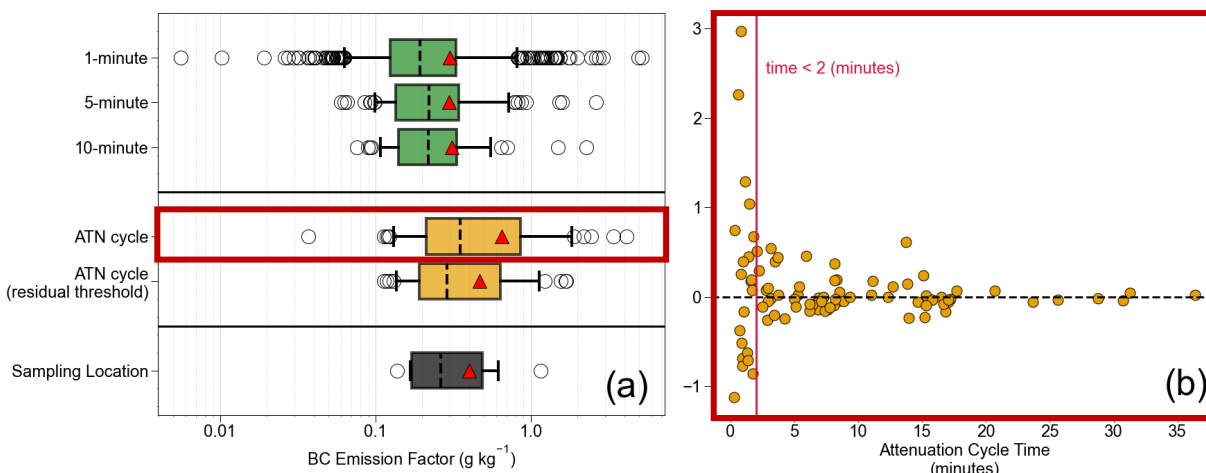 1-minute
5-minute
10-minute
ATN cycle
ATN cycle
(residual threshold)
Sampling Location
(a)
0.01
0.1
1.0
BC Emission Factor (g kg⁻¹)
3
2
1
0
−1
time < 2 (minutes)
(b)
0
5
10
15
20
25
30
35
Attenuation Cycle Time
(minutes)